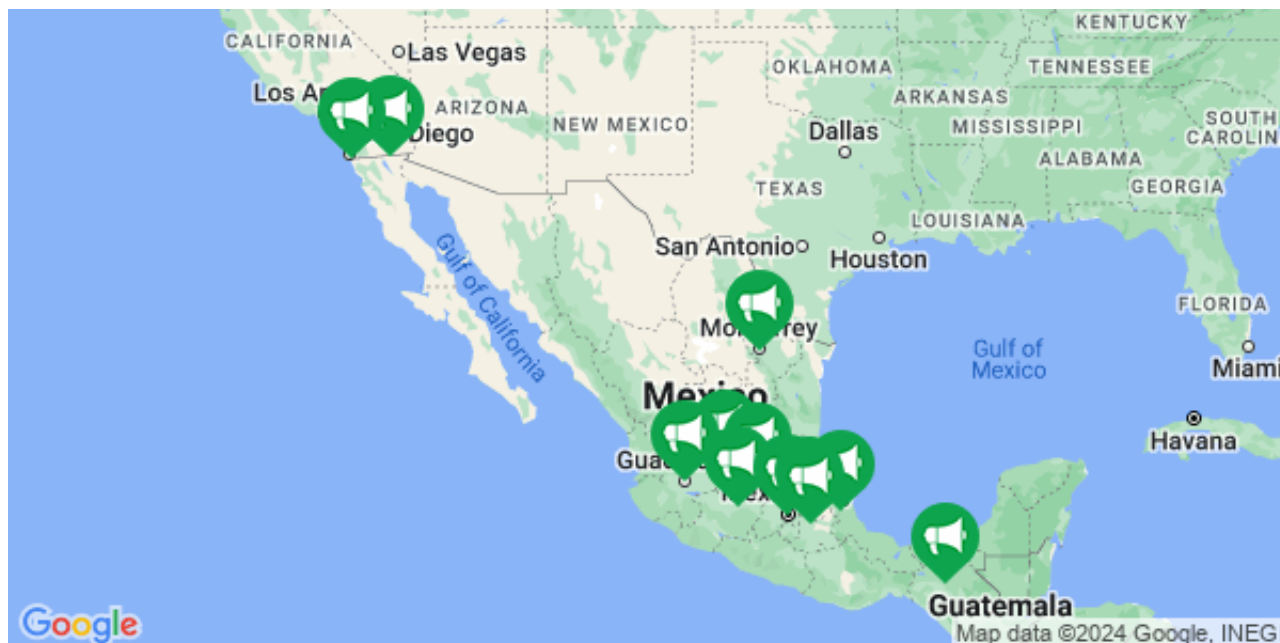 KENTUCKY
CALIFORNIA
Las Vegas
OKLAHOMA
TENNESSEE
Los
ARIZONA
ARKANSAS
NEW MEXICO
MISSISSIPPI
SOUTH
CAROLIN
Diego
Dallas
ALABAMA
TEXAS
GEORGIA
LOUISIANA
San Antonio
Houston
Gulf of California
FLORIDA
Monterrey
Gulf of
Mexico
Miami
Mexico
Havana
Guatemala
Google
Map data ©2024 Google, INEG